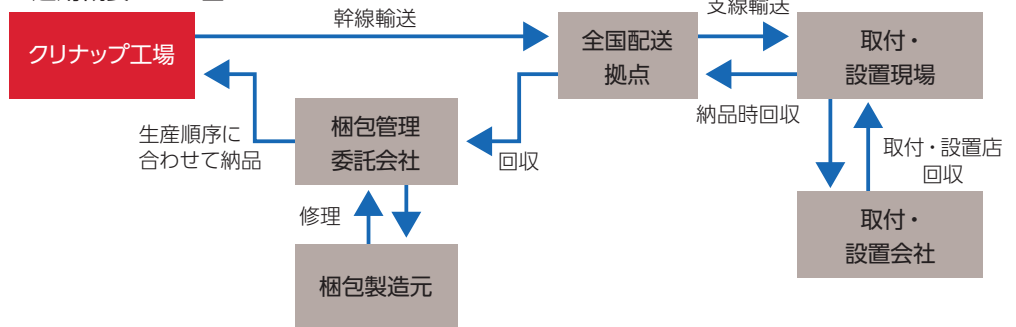 幹線輸送
支線輸送
クリナップ工場
全国配送
拠点
取付・
設置現場
納品時回収
生産順序に
合わせて納品
梱包管理
委託会社
回収
取付・設置店
回収
修理
取付・
設置会社
梱包製造元